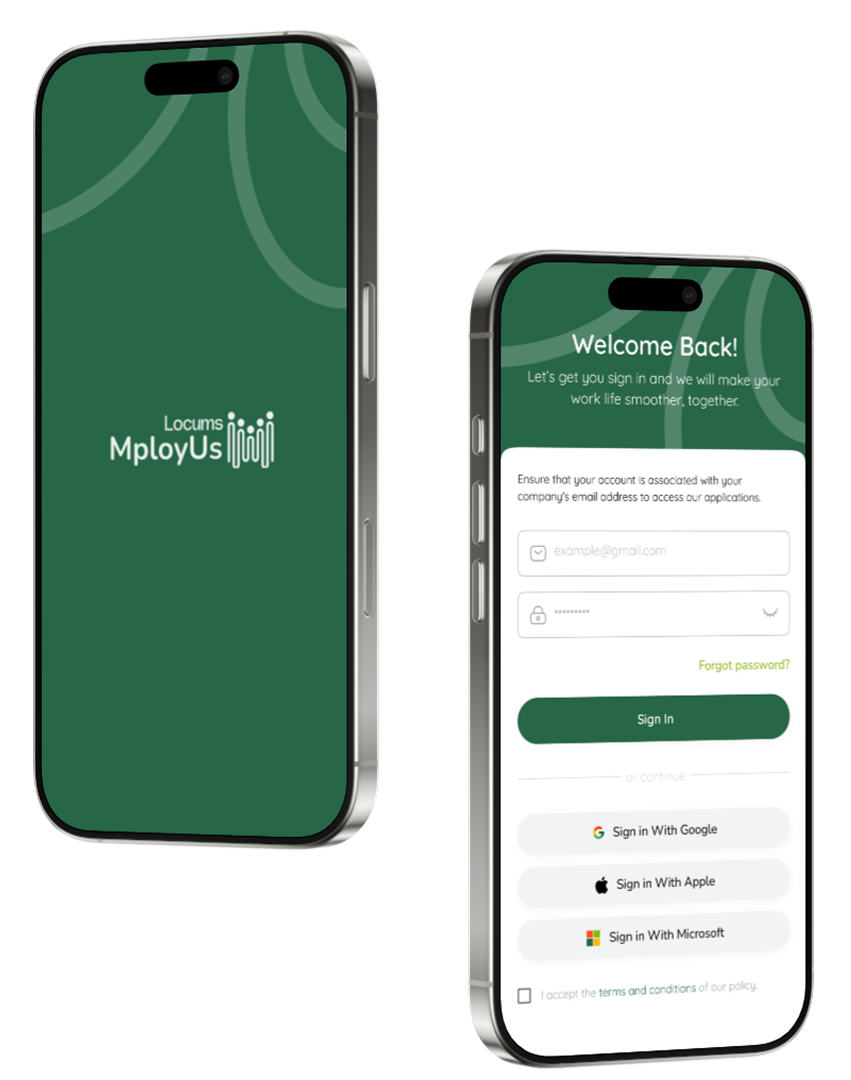 Locums
MployUs
Welcome Back!
Let's get you sign in and we will make your
work life smoother, together.
Ensure that your account is associated with your
company's email address to access our applications.
example@gmail.com
Forgot password?
Sign In
or continue
Sign in With Google
Sign in With Apple
Sign in With Microsoft
I accept the terms and conditions of our policy.